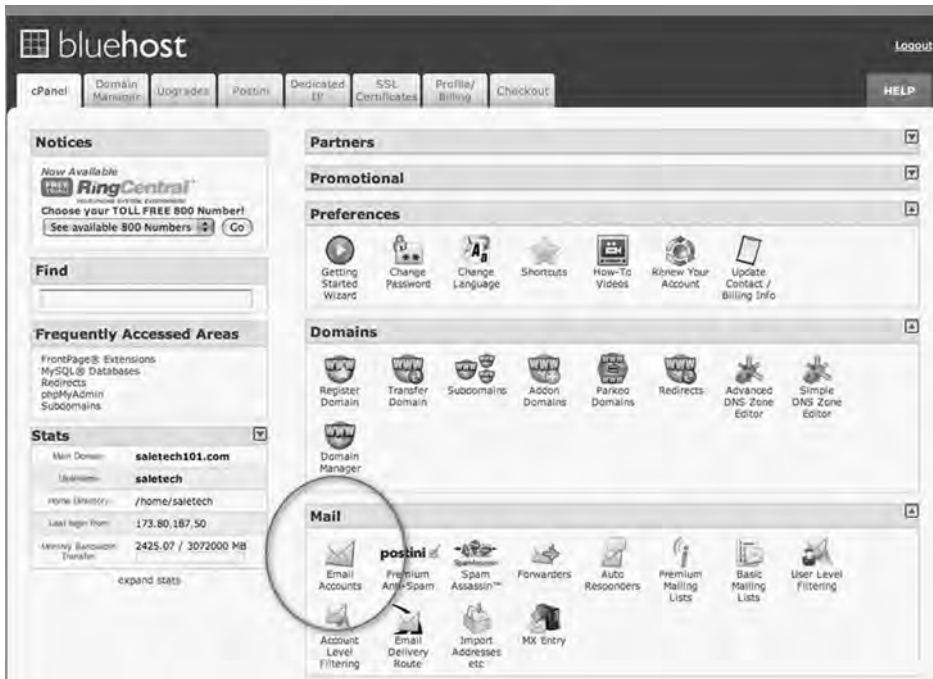 bluehost
Logout
cPanel
Domain Manager
Upgrades
Postini
Dedicated IP
SSL Certificates
Profile/ Billing
Checkout
HELP
Notices
Now Available
FREE
RingCentral
Choose your TOLL FREE 800 Number!
See available 800 Numbers
Go
Find
Frequently Accessed Areas
FrontPage® Extensions
MySQL® Databases
Redirects
phpMyAdmin
Subdomains
Stats
Main Domain saletech101.com
Username saletech
Home Directory /home/saletech
Last login from 173.80.187.50
Monthly Bandwidth Transfer 2425.07 / 3072000 MB
expand stats
Partners
Promotional
Preferences
Getting Started Wizard
Change Password
Change Language
Shortcuts
How-To Videos
Renew Your Account
Update Contact / Billing Info
Domains
Register Domain
Transfer Domain
Subdomains
Addon Domains
Parked Domains
Redirects
Advanced DNS Zone Editor
Simple DNS Zone Editor
Domain Manager
Mail
Email Accounts
postini
Premium Anti-Spam
Spam Assassin™
Forwarders
Auto Responders
Premium Mailing Lists
Basic Mailing Lists
User Level Filtering
Account Level Filtering
Email Delivery Route
Import Addresses etc
MX Entry